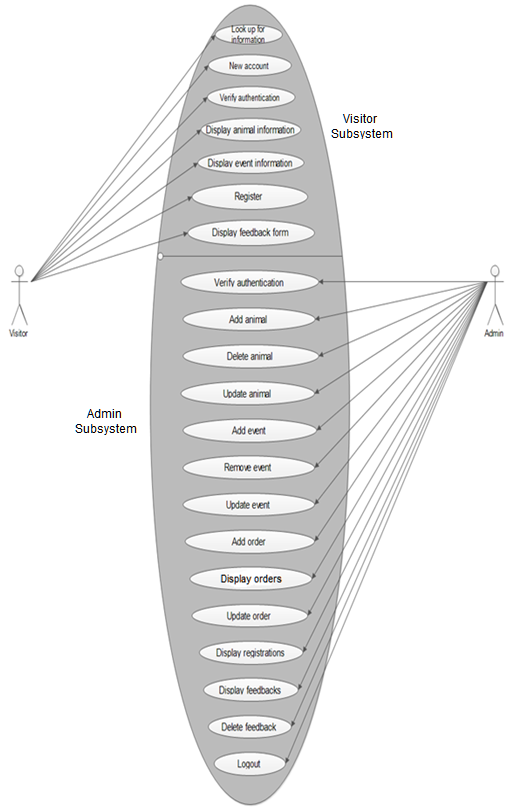 Look up for
information
New account
Verify authentication
Display animal information
Display event information
Register
Display feedback form
Visitor
Subsystem
Visitor
Admin
Verify authentication
Add animal
Delete animal
Update animal
Add event
Remove event
Update event
Add order
Display orders
Update order
Display registrations
Display feedbacks
Delete feedback
Logout
Admin
Subsystem